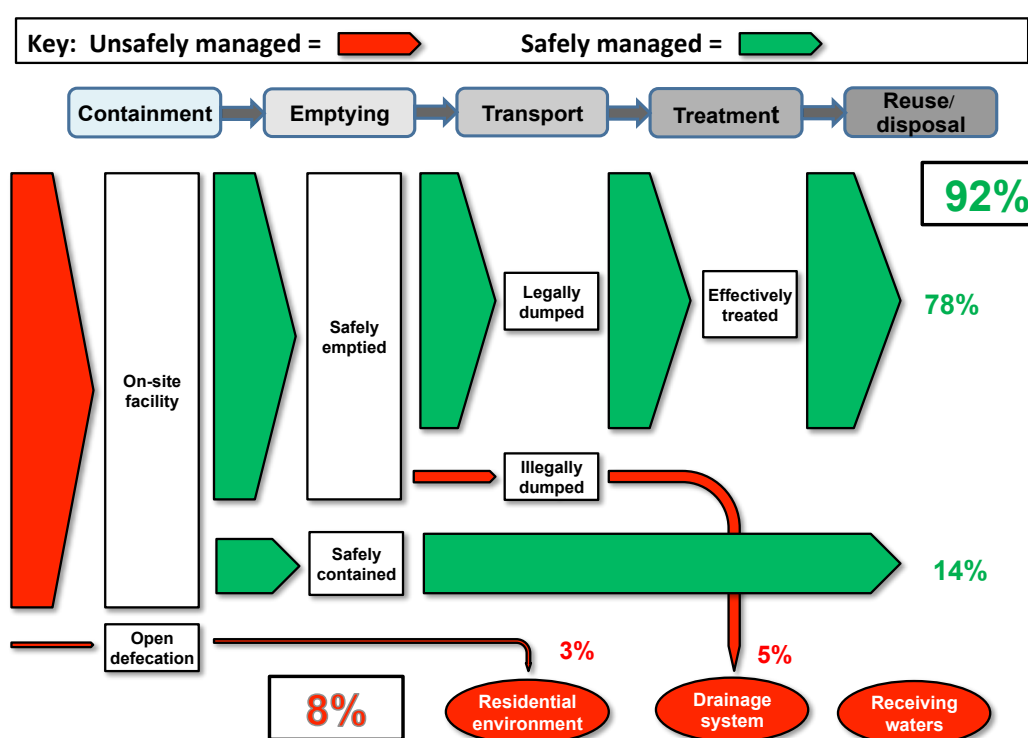 Key: Unsafely managed =
Safely managed =
Containment
Emptying
Transport
Treatment
Reuse/
disposal
92%
On-site
facility
Safely
emptied
Legally
dumped
Effectively
treated
78%
Illegally
dumped
Safely
contained
14%
Open
defecation
3%
5%
8%
Residential
environment
Drainage
system
Receiving
waters